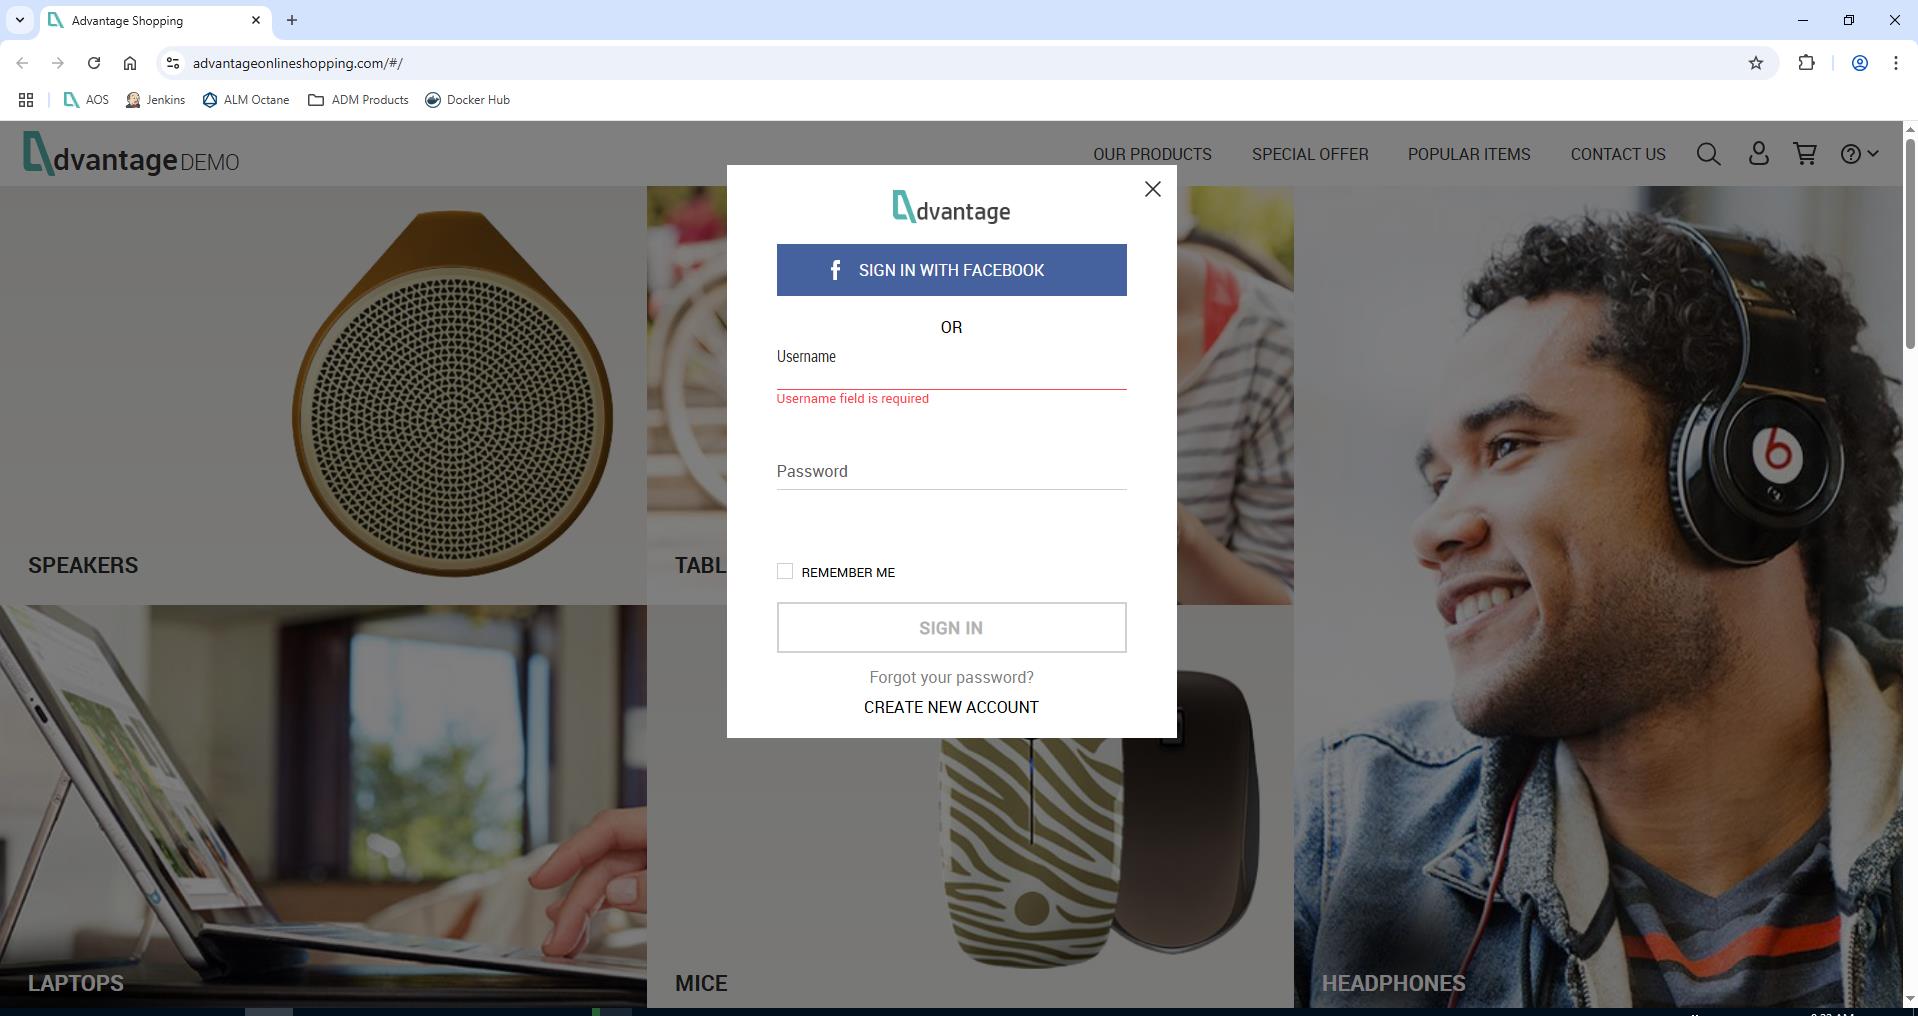 Advantage Shopping
advantageonlineshopping.com/#/
AOS
Jenkins
ALM Octane
ADM Products
Docker Hub
Advantage DEMO
OUR PRODUCTS
SPECIAL OFFER
POPULAR ITEMS
CONTACT US
Advantage
SIGN IN WITH FACEBOOK
OR
Username
Username field is required
Password
REMEMBER ME
SIGN IN
Forgot your password?
CREATE NEW ACCOUNT
SPEAKERS
TABL
LAPTOPS
MICE
HEADPHONES